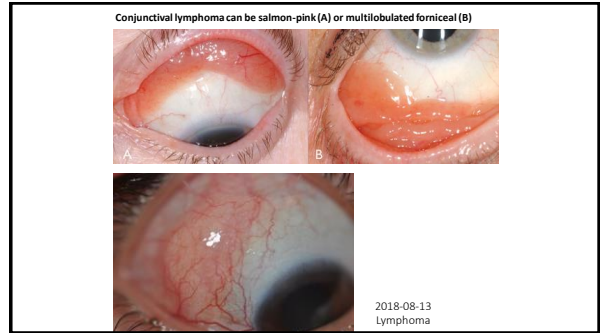 Conjunctival lymphoma can be salmon-pink (A) or multilobulated forniceal (B)
A
B
2018-08-13
Lymphoma